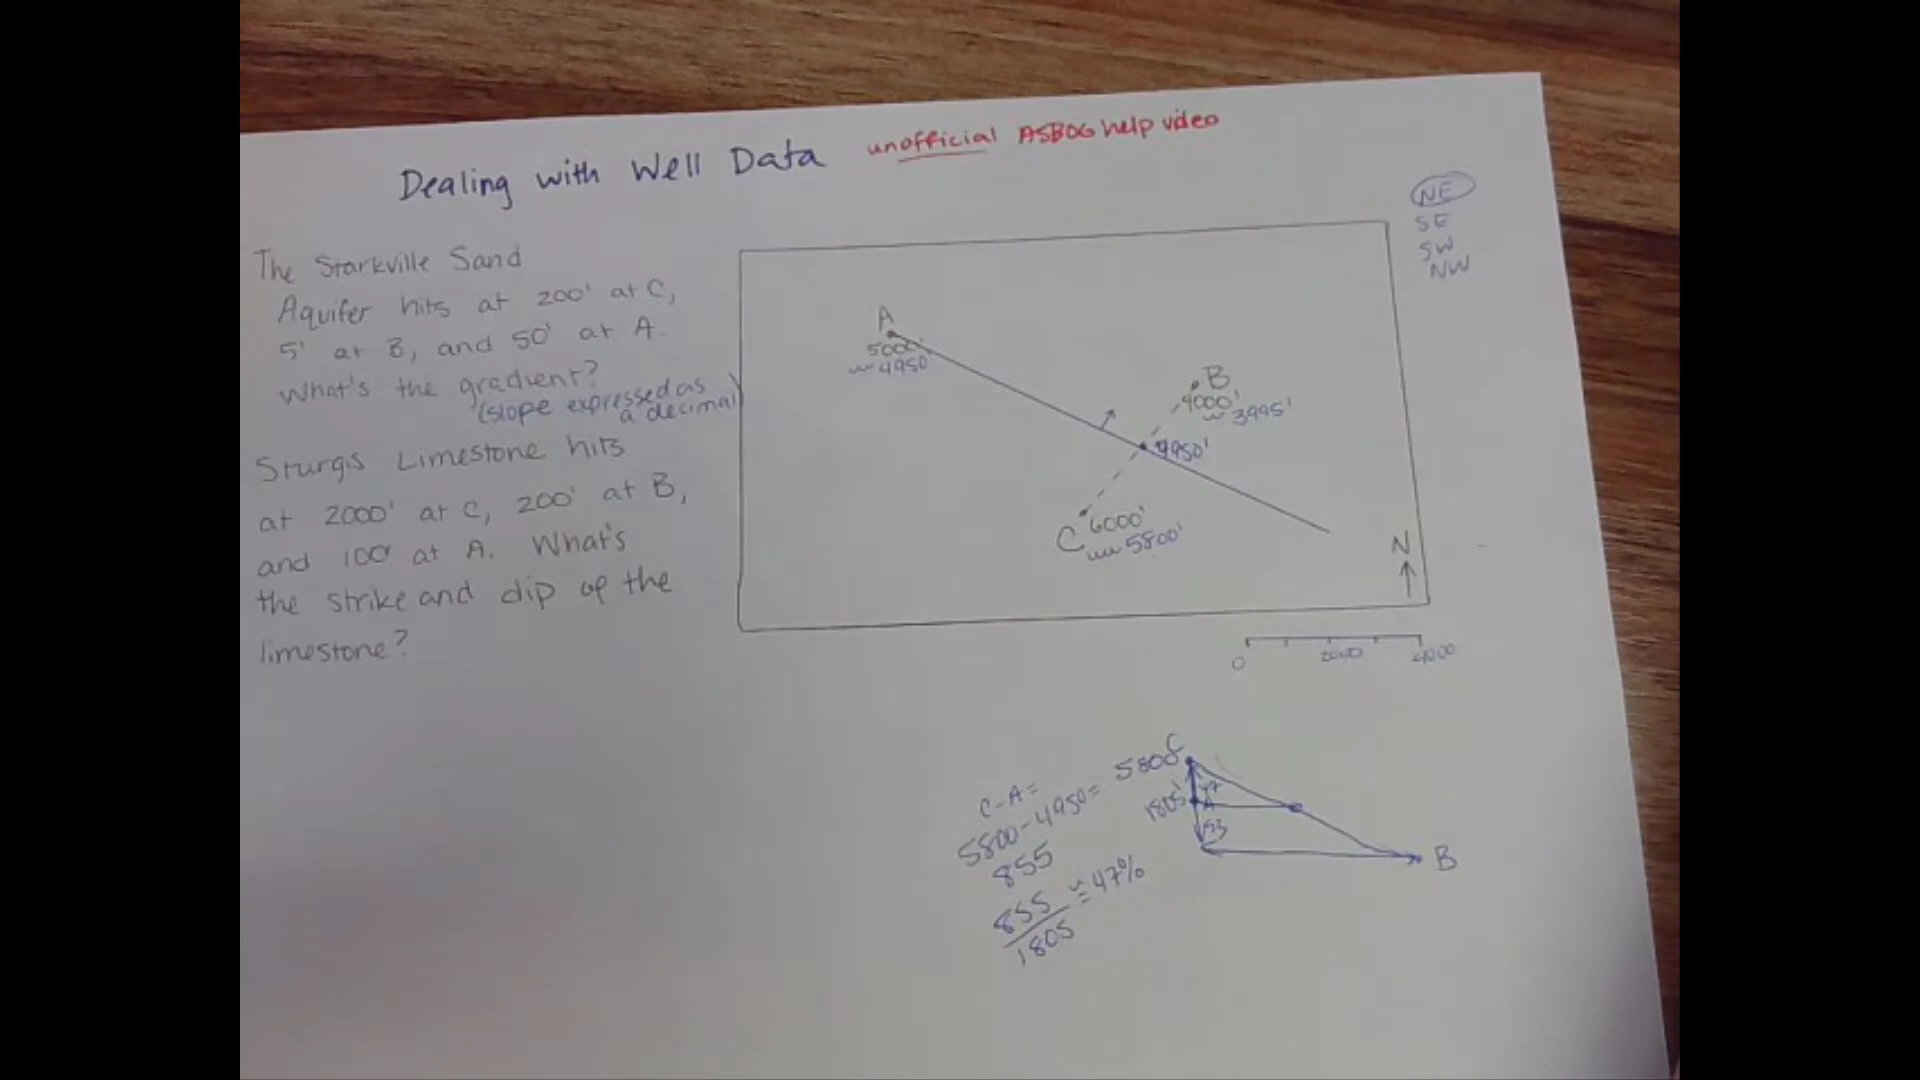 Dealing with Well Data unofficial ASBOG help video
The Starkville Sand
Aquifer hits at 200' at C,
5' at B, and 50' at A.
What's the gradient?
(slope expressed as
a decimal)
Sturgis Limestone hits
at 2000' at C, 200' at B,
and 100' at A. What's
the strike and dip of the
limestone?
NE
SE
SW
NW
A
5000'
4950
B
4000'
3995'
4950'
C 6000'
5800'
N
0 2000 4000
C-A=
5800-4950=
855
855
1805
≈47%
5800 C
1805'
47
A
53
B